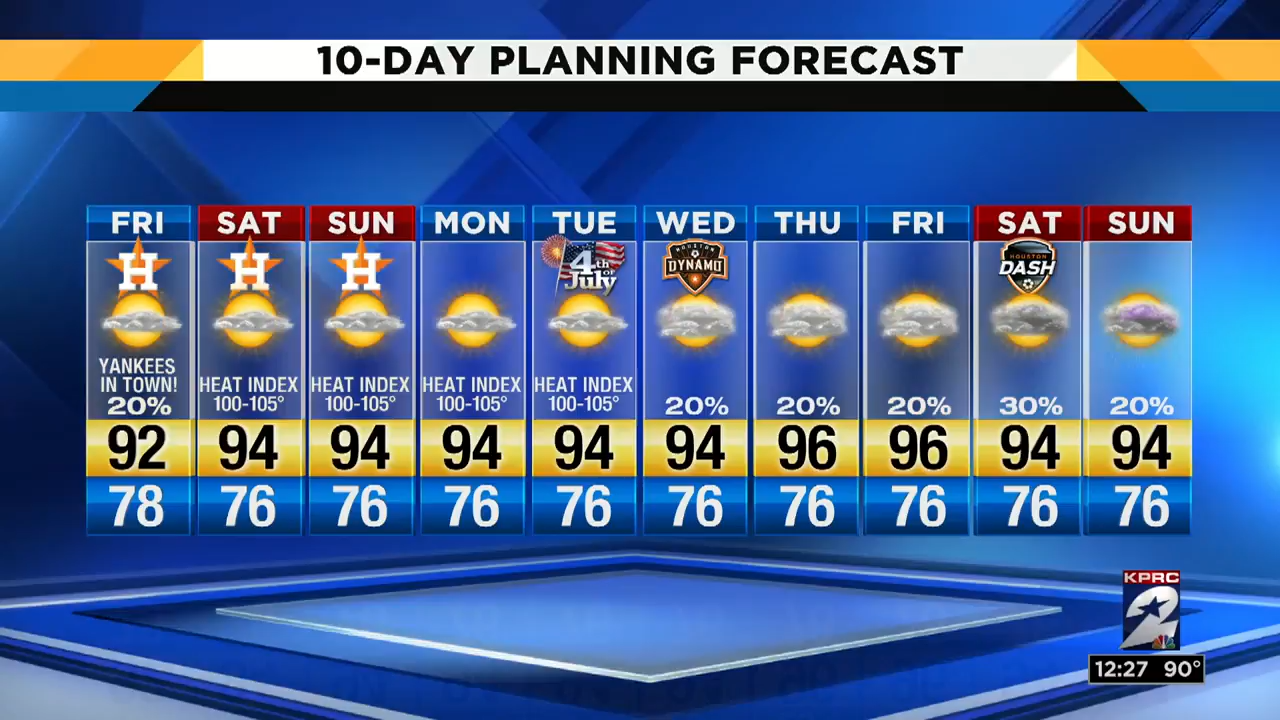 10-DAY PLANNING FORECAST
FRI SAT SUN MON TUE WED THU FRI SAT SUN
H H H 4th of July HOUSTON DYNAMO HOUSTON DASH
YANKEES
IN TOWN!
20%
HEAT INDEX
100-105°
HEAT INDEX
100-105°
HEAT INDEX
100-105°
HEAT INDEX
100-105°
20% 20% 20% 30% 20%
92 94 94 94 94 94 96 96 94 94
78 76 76 76 76 76 76 76 76 76
KPRC
2
12:27 90°